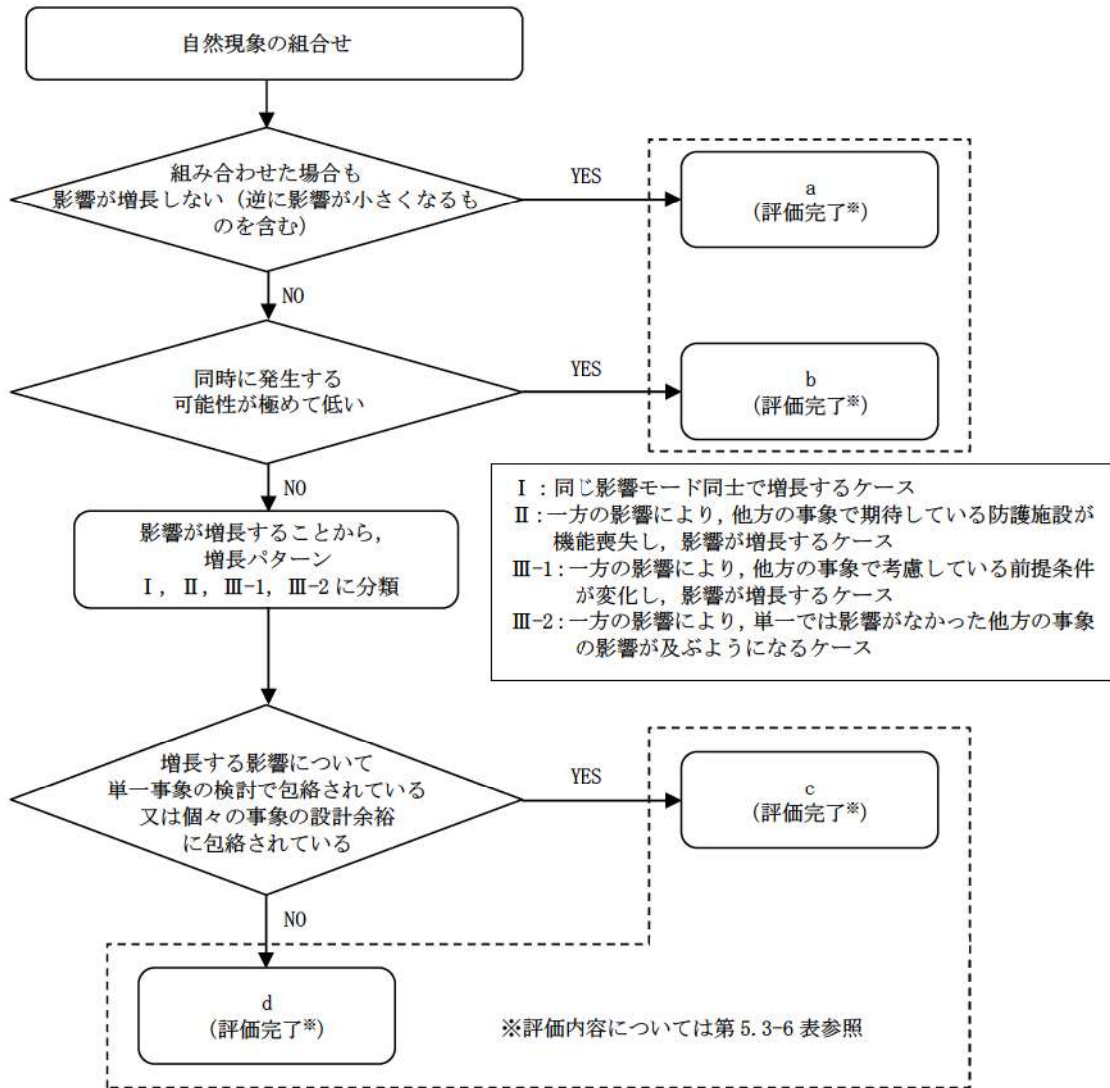 自然現象の組合せ
組み合わせた場合も
影響が増長しない（逆に影響が小さくなるも
のを含む）
YES
a
（評価完了※）
NO
同時に発生する
可能性が極めて低い
YES
b
（評価完了※）
NO
影響が増長することから，
増長パターン
Ⅰ，Ⅱ，Ⅲ-1，Ⅲ-2 に分類
Ⅰ：同じ影響モード同士で増長するケース
Ⅱ：一方の影響により，他方の事象で期待している防護施設が
機能喪失し，影響が増長するケース
Ⅲ-1：一方の影響により，他方の事象で考慮している前提条件
が変化し，影響が増長するケース
Ⅲ-2：一方の影響により，単一では影響がなかった他方の事象
の影響が及ぶようになるケース
増長する影響について
単一事象の検討で包絡されている
又は個々の事象の設計余裕
に包絡されている
YES
c
（評価完了※）
NO
d
（評価完了※）
※評価内容については第 5.3-6 表参照